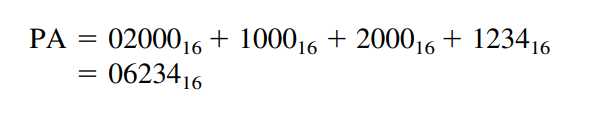 PA = 02000₁₆ + 1000₁₆ + 2000₁₆ + 1234₁₆
= 06234₁₆